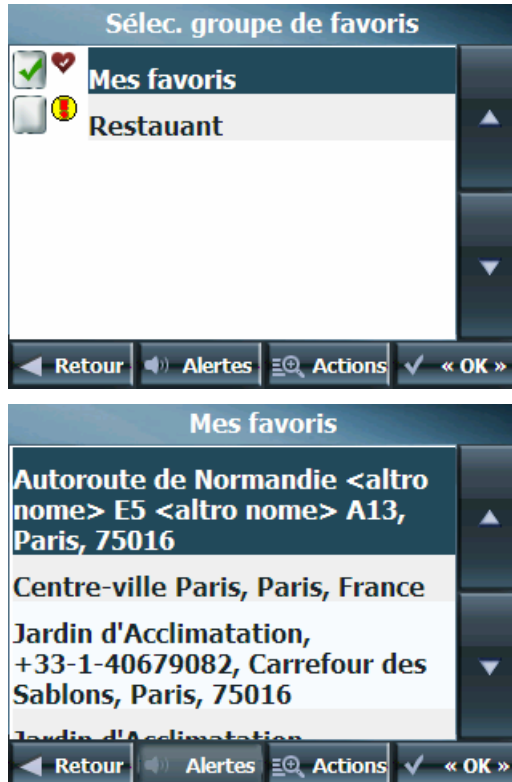 Sélec. groupe de favoris
Mes favoris
Restauant
Retour
Alertes
Actions
« OK »
Mes favoris
Autoroute de Normandie <altro
nome> E5 <altro nome> A13,
Paris, 75016
Centre-ville Paris, Paris, France
Jardin d'Acclimatation,
+33-1-40679082, Carrefour des
Sablons, Paris, 75016
Jardin d'Acclimatation
Retour
Alertes
Actions
« OK »